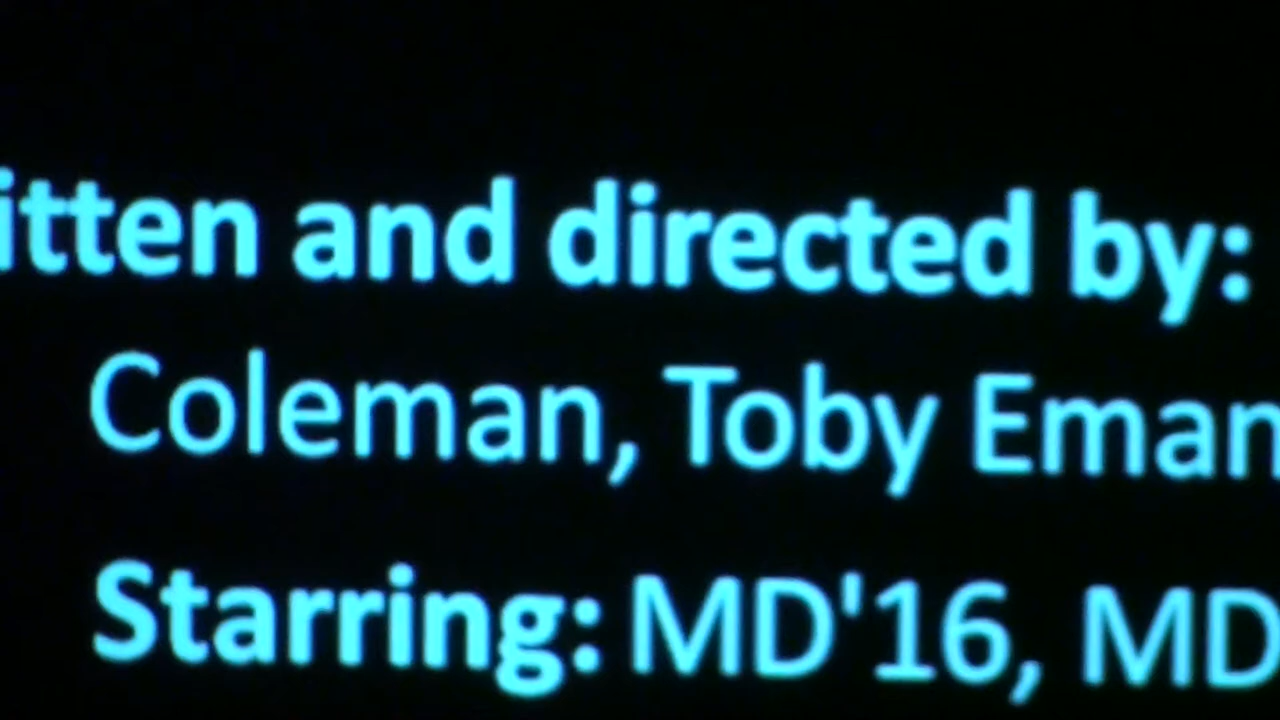 itten and directed by:
Coleman, Toby Eman
Starring: MD'16, MD